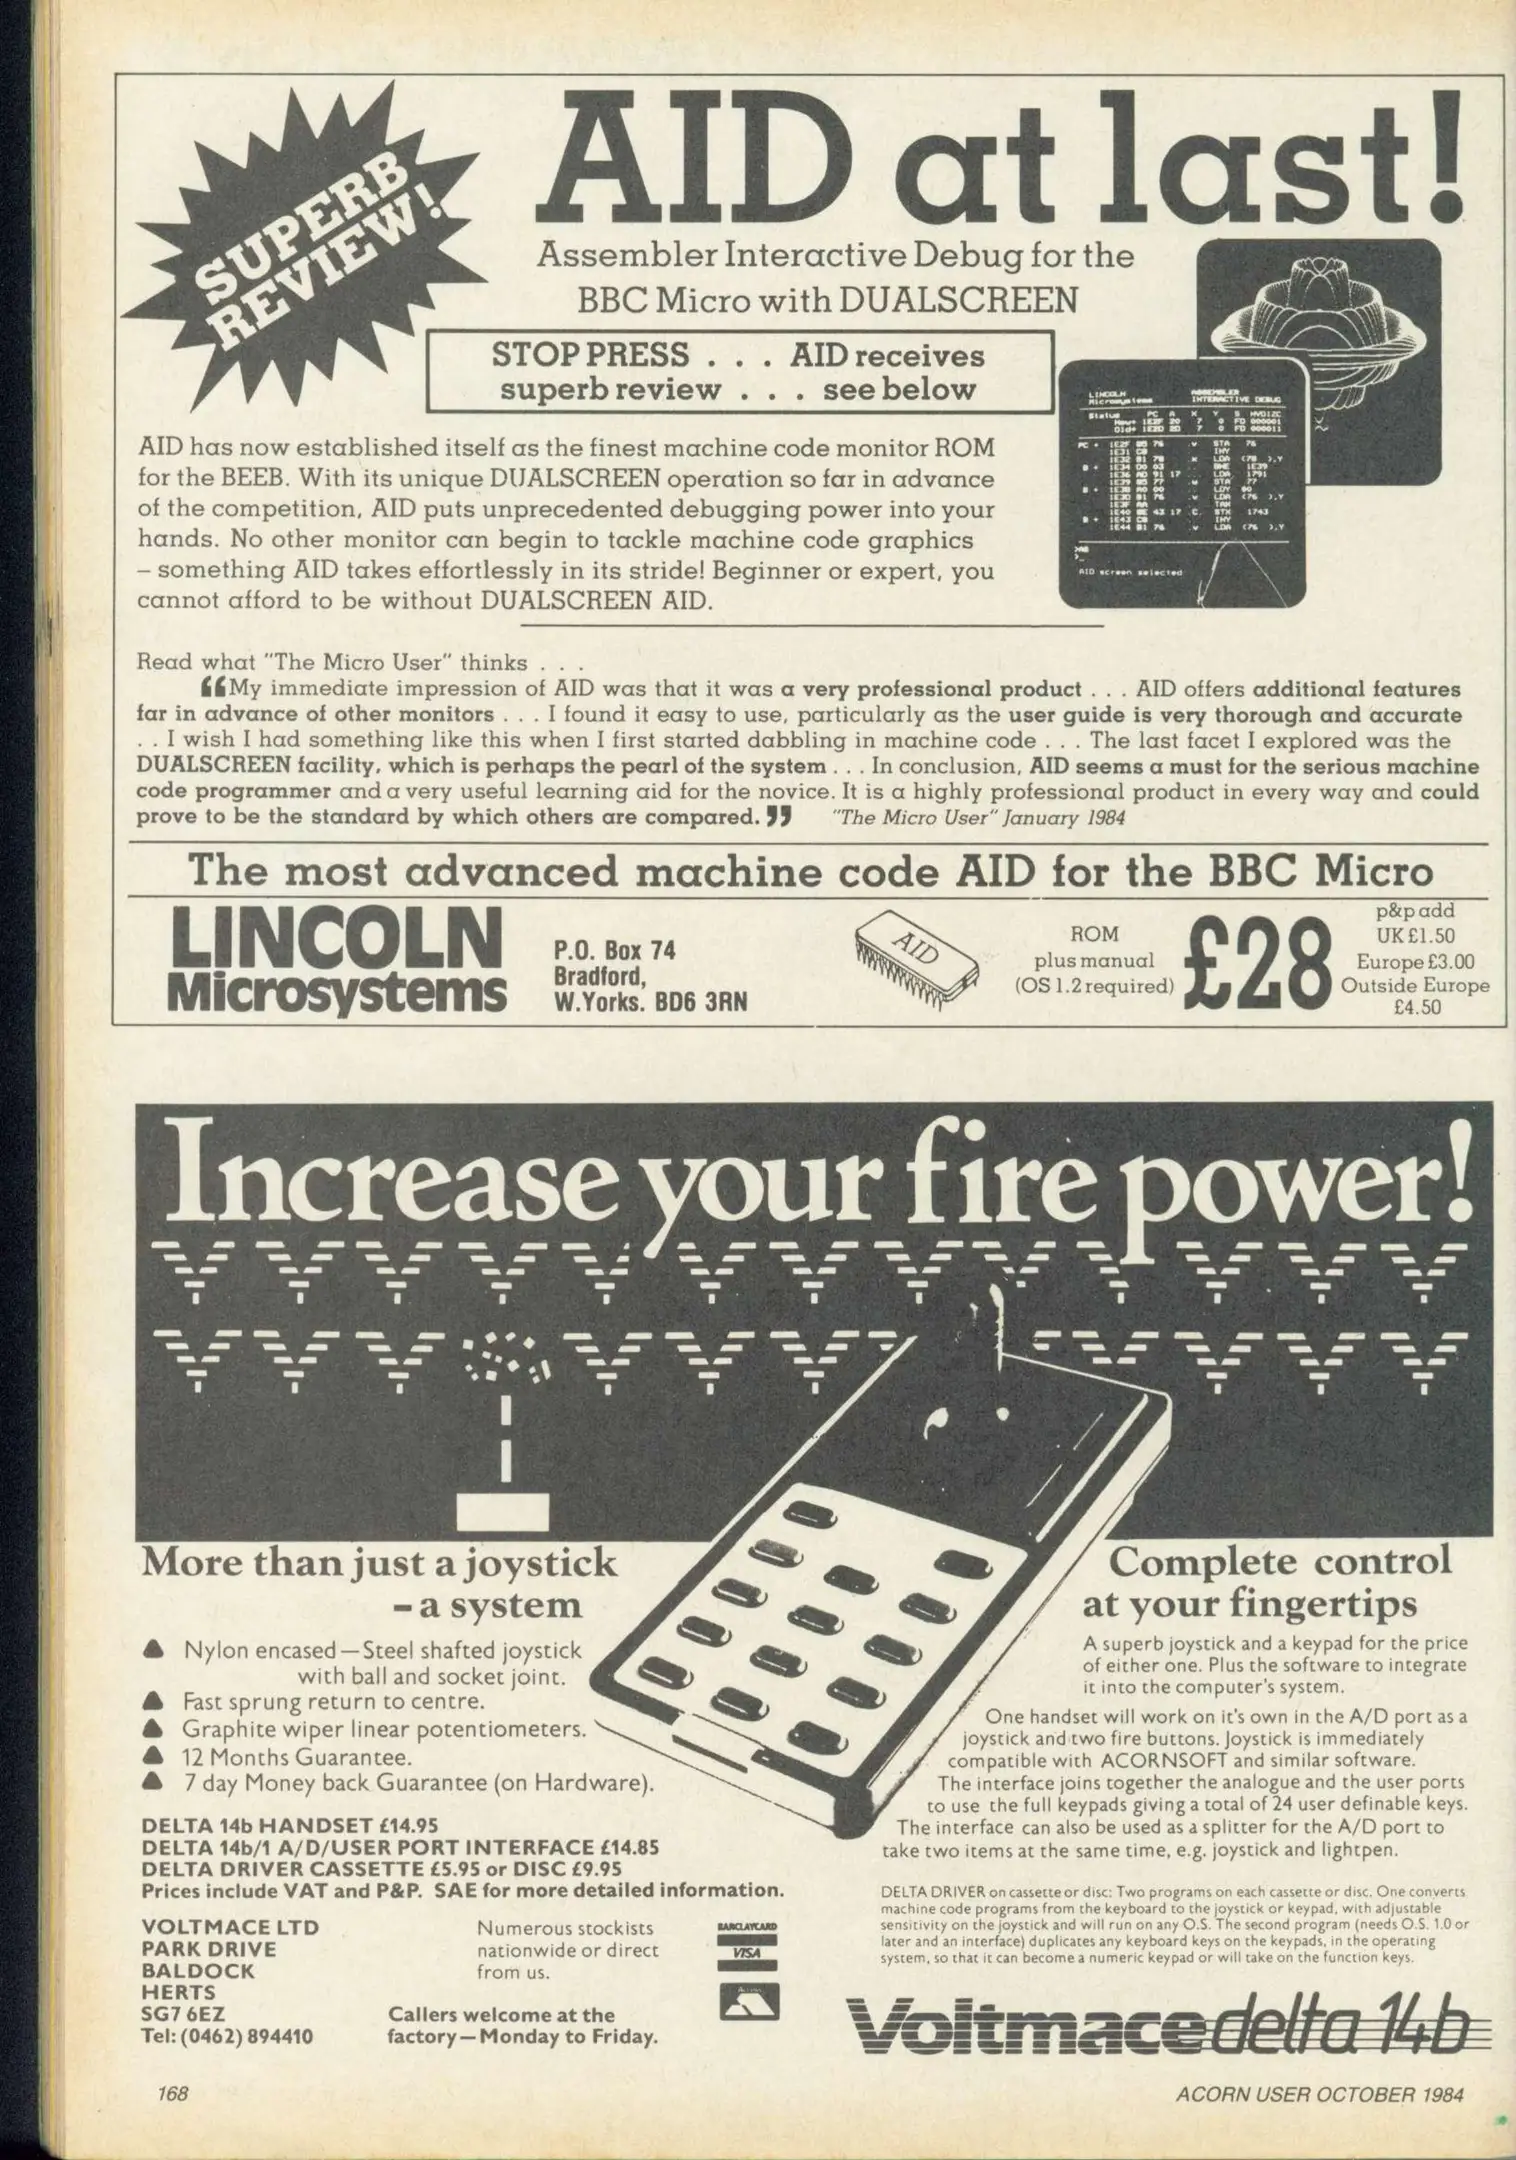 SUPERB
REVIEW!
AID at last!
Assembler Interactive Debug for the
BBC Micro with DUALSCREEN
STOP PRESS . . . AID receives
superb review . . . see below
AID has now established itself as the finest machine code monitor ROM
for the BEEB. With its unique DUALSCREEN operation so far in advance
of the competition, AID puts unprecedented debugging power into your
hands. No other monitor can begin to tackle machine code graphics
– something AID takes effortlessly in its stride! Beginner or expert, you
cannot afford to be without DUALSCREEN AID.
LINCOLN ASSEMBLER
Microsystems INTERACTIVE DEBUG
Status PC A X Y S NVDIZC
AID screen selected
Read what "The Micro User" thinks . . .
“My immediate impression of AID was that it was a very professional product . . . AID offers additional features
far in advance of other monitors . . . I found it easy to use, particularly as the user guide is very thorough and accurate
. . I wish I had something like this when I first started dabbling in machine code . . . The last facet I explored was the
DUALSCREEN facility, which is perhaps the pearl of the system . . . In conclusion, AID seems a must for the serious machine
code programmer and a very useful learning aid for the novice. It is a highly professional product in every way and could
prove to be the standard by which others are compared.” "The Micro User" January 1984
The most advanced machine code AID for the BBC Micro
LINCOLN
Microsystems
P.O. Box 74
Bradford,
W.Yorks. BD6 3RN
AID
ROM
plus manual
(OS 1.2 required)
£28
p&p add
UK £1.50
Europe £3.00
Outside Europe
£4.50
Increase your fire power!
More than just a joystick
– a system
Nylon encased—Steel shafted joystick
with ball and socket joint.
Fast sprung return to centre.
Graphite wiper linear potentiometers.
12 Months Guarantee.
7 day Money back Guarantee (on Hardware).
DELTA 14b HANDSET £14.95
DELTA 14b/1 A/D/USER PORT INTERFACE £14.85
DELTA DRIVER CASSETTE £5.95 or DISC £9.95
Prices include VAT and P&P. SAE for more detailed information.
VOLTMACE LTD
PARK DRIVE
BALDOCK
HERTS
SG7 6EZ
Tel: (0462) 894410
Numerous stockists
nationwide or direct
from us.
Callers welcome at the
factory—Monday to Friday.
BARCLAYCARD
VISA
Complete control
at your fingertips
A superb joystick and a keypad for the price
of either one. Plus the software to integrate
it into the computer's system.
One handset will work on it's own in the A/D port as a
joystick and two fire buttons. Joystick is immediately
compatible with ACORNSOFT and similar software.
The interface joins together the analogue and the user ports
to use the full keypads giving a total of 24 user definable keys.
The interface can also be used as a splitter for the A/D port to
take two items at the same time, e.g. joystick and lightpen.
DELTA DRIVER on cassette or disc: Two programs on each cassette or disc. One converts
machine code programs from the keyboard to the joystick or keypad, with adjustable
sensitivity on the joystick and will run on any O.S. The second program (needs O.S. 1.0 or
later and an interface) duplicates any keyboard keys on the keypads, in the operating
system, so that it can become a numeric keypad or will take on the function keys.
Voltmace delta 14b
168
ACORN USER OCTOBER 1984